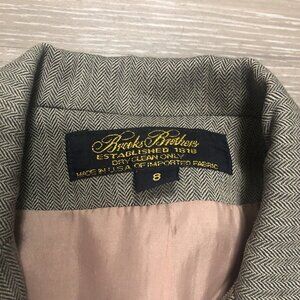 Brooks Brothers
ESTABLISHED 1818
DRY CLEAN ONLY
MADE IN U.S.A. OF IMPORTED FABRIC
8